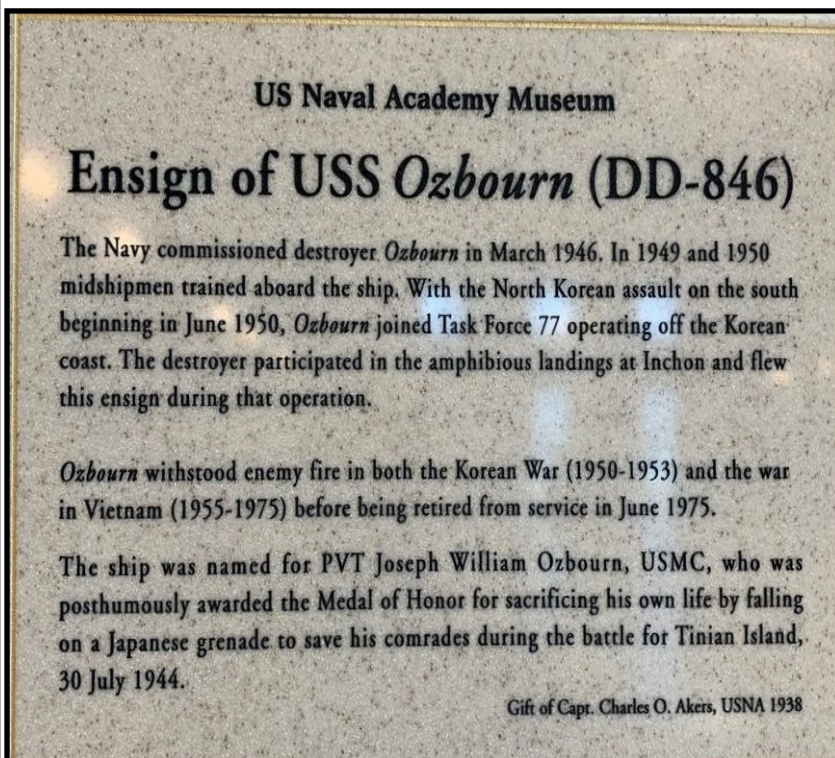 US Naval Academy Museum
Ensign of USS Ozbourn (DD-846)
The Navy commissioned destroyer Ozbourn in March 1946. In 1949 and 1950
midshipmen trained aboard the ship. With the North Korean assault on the south
beginning in June 1950, Ozbourn joined Task Force 77 operating off the Korean
coast. The destroyer participated in the amphibious landings at Inchon and flew
this ensign during that operation.
Ozbourn withstood enemy fire in both the Korean War (1950-1953) and the war
in Vietnam (1955-1975) before being retired from service in June 1975.
The ship was named for PVT Joseph William Ozbourn, USMC, who was
posthumously awarded the Medal of Honor for sacrificing his own life by falling
on a Japanese grenade to save his comrades during the battle for Tinian Island,
30 July 1944.
Gift of Capt. Charles O. Akers, USNA 1938